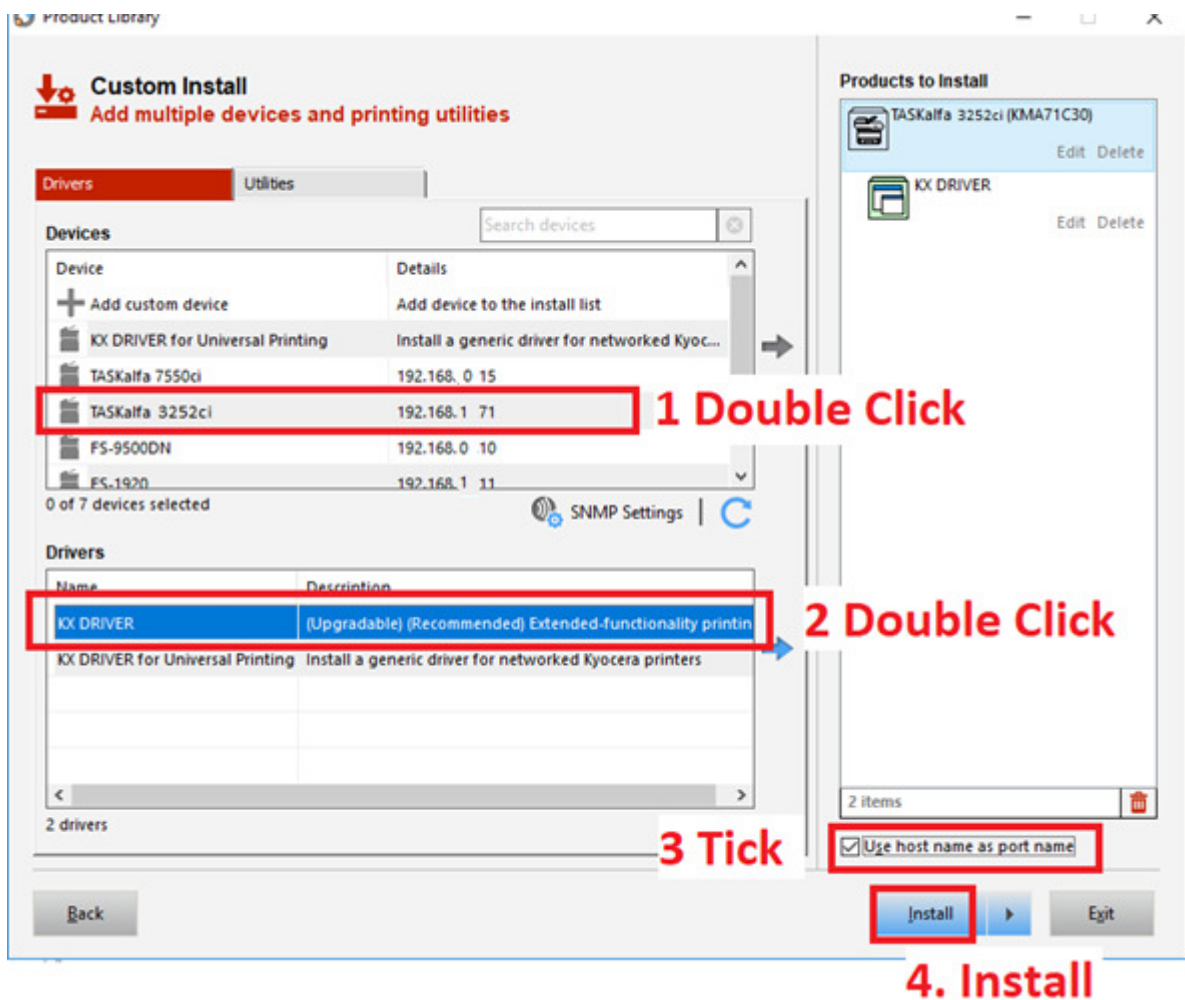 Product Library
Custom Install
Add multiple devices and printing utilities
Drivers
Utilities
Devices
Search devices
Device Details
Add custom device Add device to the install list
KX DRIVER for Universal Printing Install a generic driver for networked Kyoc...
TASKalfa 7550ci 192.168. 0 15
TASKalfa 3252ci 192.168.1 71
1 Double Click
FS-9500DN 192.168.0 10
FS-1920 192.168.1 11
0 of 7 devices selected
SNMP Settings
Drivers
Name Description
KX DRIVER (Upgradable) (Recommended) Extended-functionality printin
2 Double Click
KX DRIVER for Universal Printing Install a generic driver for networked Kyocera printers
2 drivers
Products to Install
TASKalfa 3252ci (KMA71C30)
Edit Delete
KX DRIVER
Edit Delete
2 items
3 Tick
Use host name as port name
Back
Install
Exit
4. Install